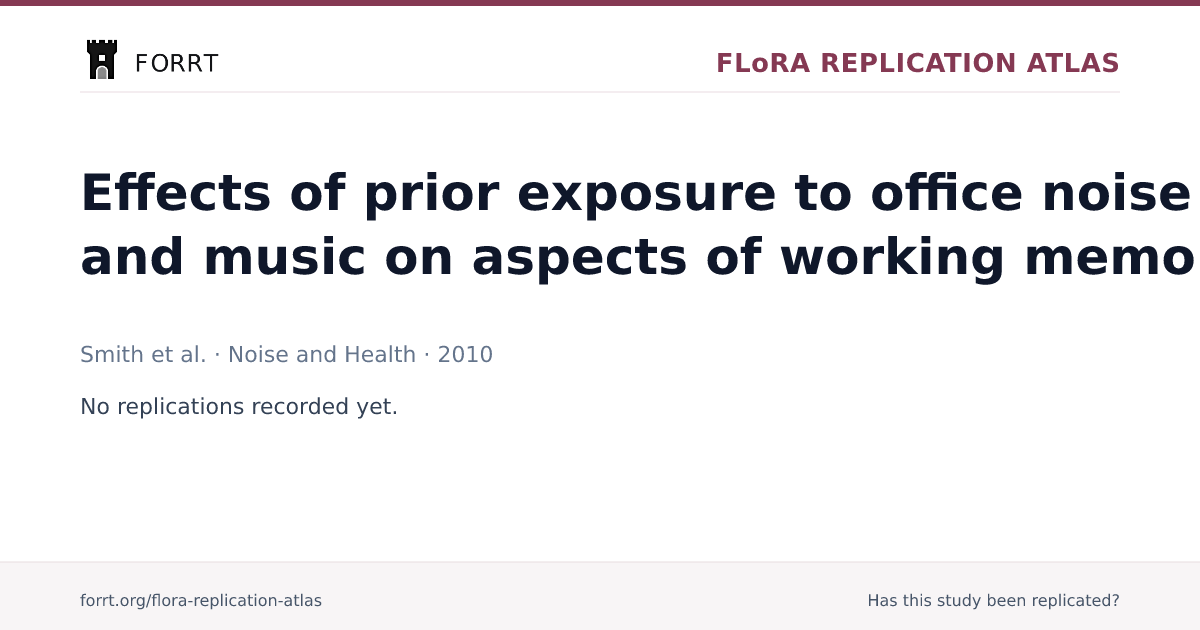 FORRT
FLoRA REPLICATION ATLAS
Effects of prior exposure to office noise
and music on aspects of working memo
Smith et al. · Noise and Health · 2010
No replications recorded yet.
forrt.org/flora-replication-atlas
Has this study been replicated?